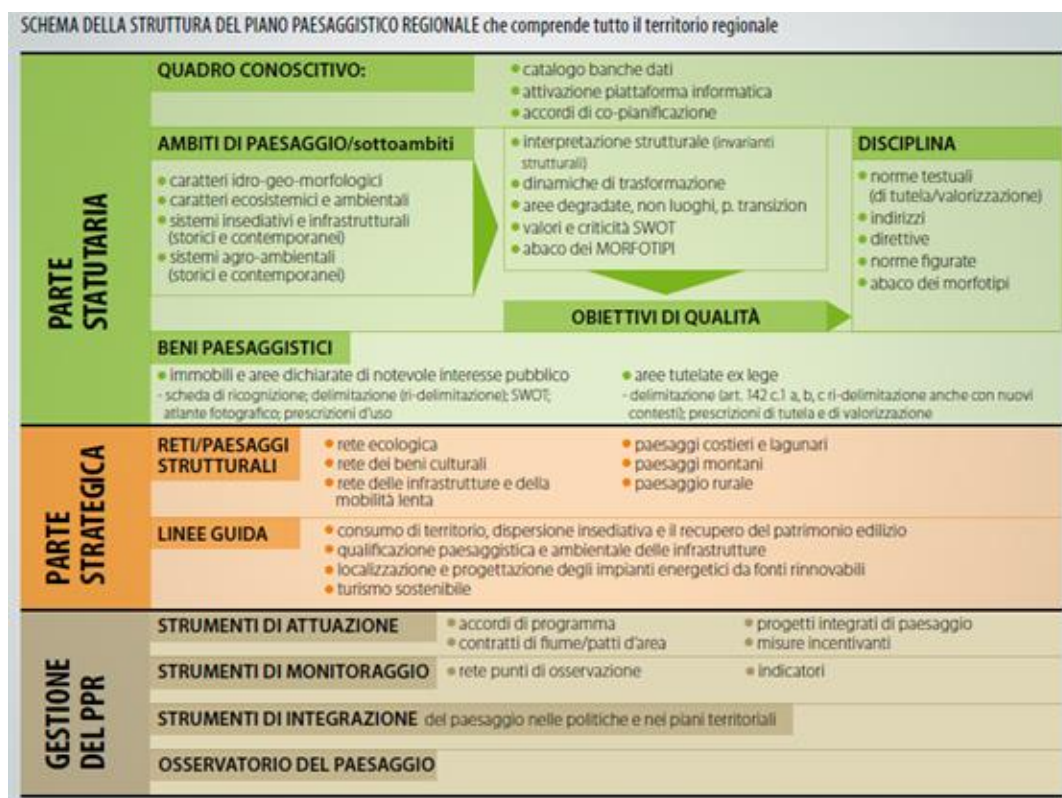 SCHEMA DELLA STRUTTURA DEL PIANO PAESAGGISTICO REGIONALE che comprende tutto il territorio regionale
PARTE
STATUTARIA
QUADRO CONOSCITIVO:
• catalogo banche dati
• attivazione piattaforma informatica
• accordi di co-pianificazione
AMBITI DI PAESAGGIO/sottoambiti
• caratteri idro-geo-morfologici
• caratteri ecosistemici e ambientali
• sistemi insediativi e infrastrutturali
(storici e contemporanei)
• sistemi agro-ambientali
(storici e contemporanei)
• interpretazione strutturale (invarianti
strutturali)
• dinamiche di trasformazione
• aree degradate, non luoghi, p. transizion
• valori e criticità SWOT
• abaco dei MORFOTIPI
OBIETTIVI DI QUALITÀ
DISCIPLINA
• norme testuali
(di tutela/valorizzazione)
• indirizzi
• direttive
• norme figurate
• abaco dei morfotipi
BENI PAESAGGISTICI
• immobili e aree dichiarate di notevole interesse pubblico
- scheda di ricognizione; delimitazione (ri-delimitazione); SWOT;
atlante fotografico; prescrizioni d'uso
• aree tutelate ex lege
- delimitazione (art. 142 c.1 a, b, c ri-delimitazione anche con nuovi
contesti); prescrizioni di tutela e di valorizzazione
PARTE
STRATEGICA
RETI/PAESAGGI
STRUTTURALI
• rete ecologica
• rete dei beni culturali
• rete delle infrastrutture e della
mobilità lenta
• paesaggi costieri e lagunari
• paesaggi montani
• paesaggio rurale
LINEE GUIDA
• consumo di territorio, dispersione insediativa e il recupero del patrimonio edilizio
• qualificazione paesaggistica e ambientale delle infrastrutture
• localizzazione e progettazione degli impianti energetici da fonti rinnovabili
• turismo sostenibile
GESTIONE
DEL PPR
STRUMENTI DI ATTUAZIONE
• accordi di programma
• contratti di fiume/patti d'area
• progetti integrati di paesaggio
• misure incentivanti
STRUMENTI DI MONITORAGGIO
• rete punti di osservazione
• indicatori
STRUMENTI DI INTEGRAZIONE del paesaggio nelle politiche e nei piani territoriali
OSSERVATORIO DEL PAESAGGIO